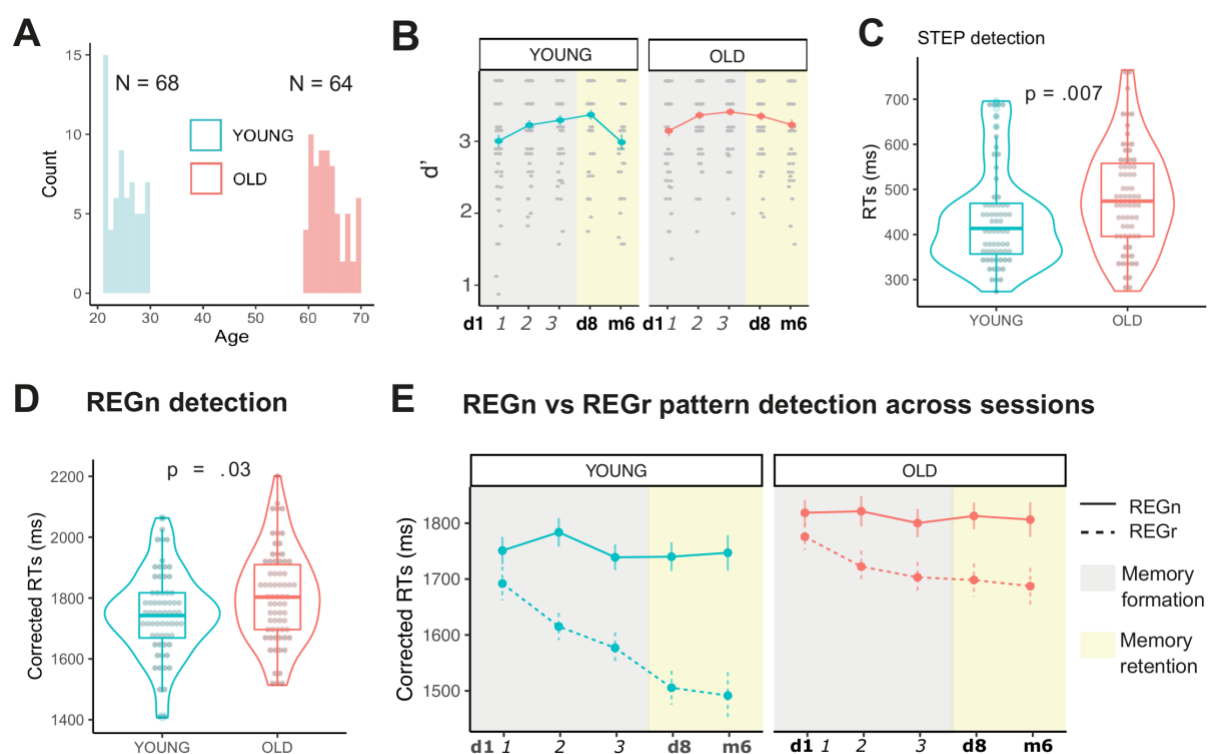 A
15
10
5
0
Count
N = 68
N = 64
YOUNG
OLD
20 30 40 50 60 70
Age
B
YOUNG OLD
3
2
1
d'
d1 1 2 3 d8 m6 d1 1 2 3 d8 m6
C
STEP detection
p = .007
700
600
500
400
300
RTs (ms)
YOUNG OLD
D REGn detection
p = .03
2200
2000
1800
1600
1400
Corrected RTs (ms)
YOUNG OLD
E REGn vs REGr pattern detection across sessions
YOUNG OLD
1800
1700
1600
1500
Corrected RTs (ms)
d1 1 2 3 d8 m6 d1 1 2 3 d8 m6
REGn
REGr
Memory
formation
Memory
retention